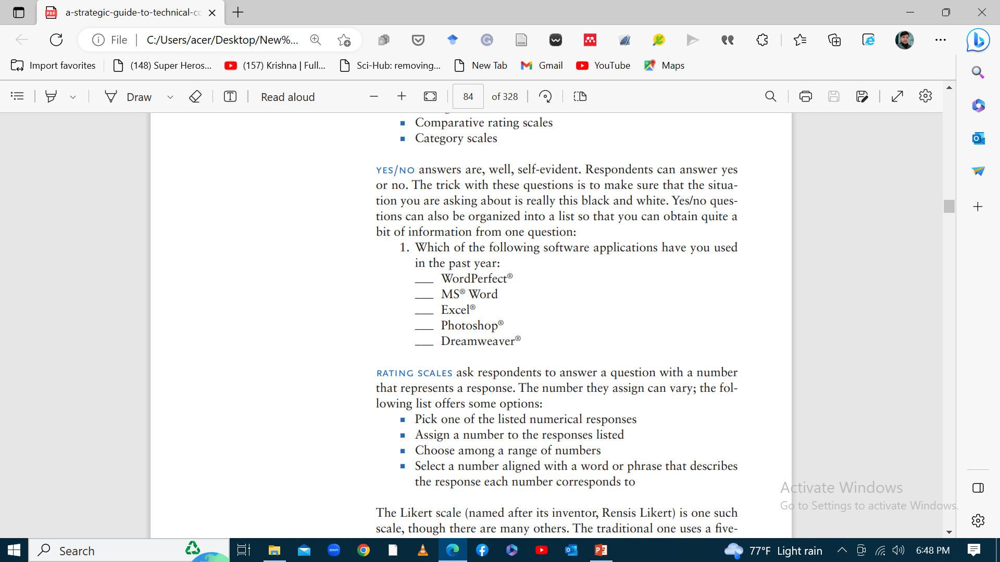 a-strategic-guide-to-technical-cc
File
C:/Users/acer/Desktop/New%...
Import favorites
(148) Super Heros...
(157) Krishna | Full...
Sci-Hub: removing...
New Tab
Gmail
YouTube
Maps
Draw
Read aloud
84
of 328
Comparative rating scales
Category scales
YES/NO answers are, well, self-evident. Respondents can answer yes
or no. The trick with these questions is to make sure that the situa-
tion you are asking about is really this black and white. Yes/no ques-
tions can also be organized into a list so that you can obtain quite a
bit of information from one question:
1. Which of the following software applications have you used
in the past year:
___ WordPerfect®
___ MS® Word
___ Excel®
___ Photoshop®
___ Dreamweaver®
RATING SCALES ask respondents to answer a question with a number
that represents a response. The number they assign can vary; the fol-
lowing list offers some options:
Pick one of the listed numerical responses
Assign a number to the responses listed
Choose among a range of numbers
Select a number aligned with a word or phrase that describes
the response each number corresponds to
The Likert scale (named after its inventor, Rensis Likert) is one such
scale, though there are many others. The traditional one uses a five-
Activate Windows
Go to Settings to activate Windows.
Search
zoom
77°F Light rain
6:48 PM